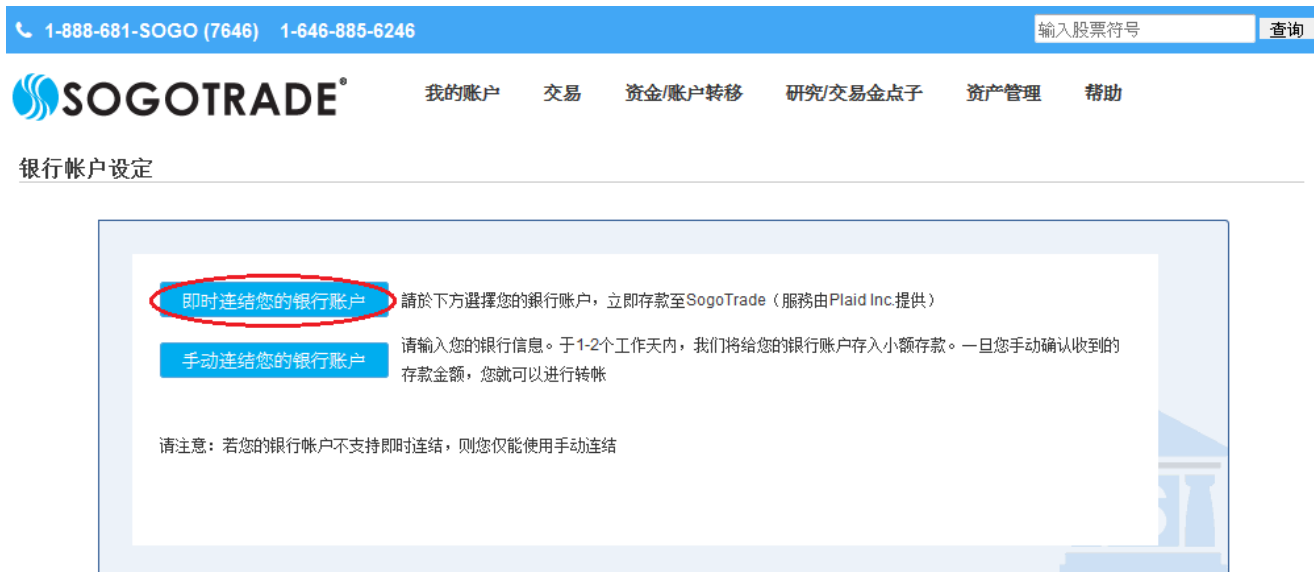 1-888-681-SOGO (7646) 1-646-885-6246 输入股票符号 查询
SOGOTRADE® 我的账户 交易 资金/账户转移 研究/交易金点子 资产管理 帮助
银行帐户设定
即时连结您的银行账户 請於下方選擇您的銀行账户，立即存款至SogoTrade（服務由Plaid Inc.提供）
手动连结您的银行账户 请输入您的银行信息。于1-2个工作天内，我们将给您的银行账户存入小额存款。一旦您手动确认收到的
存款金额，您就可以进行转帐
请注意：若您的银行帐户不支持即时连结，则您仅能使用手动连结